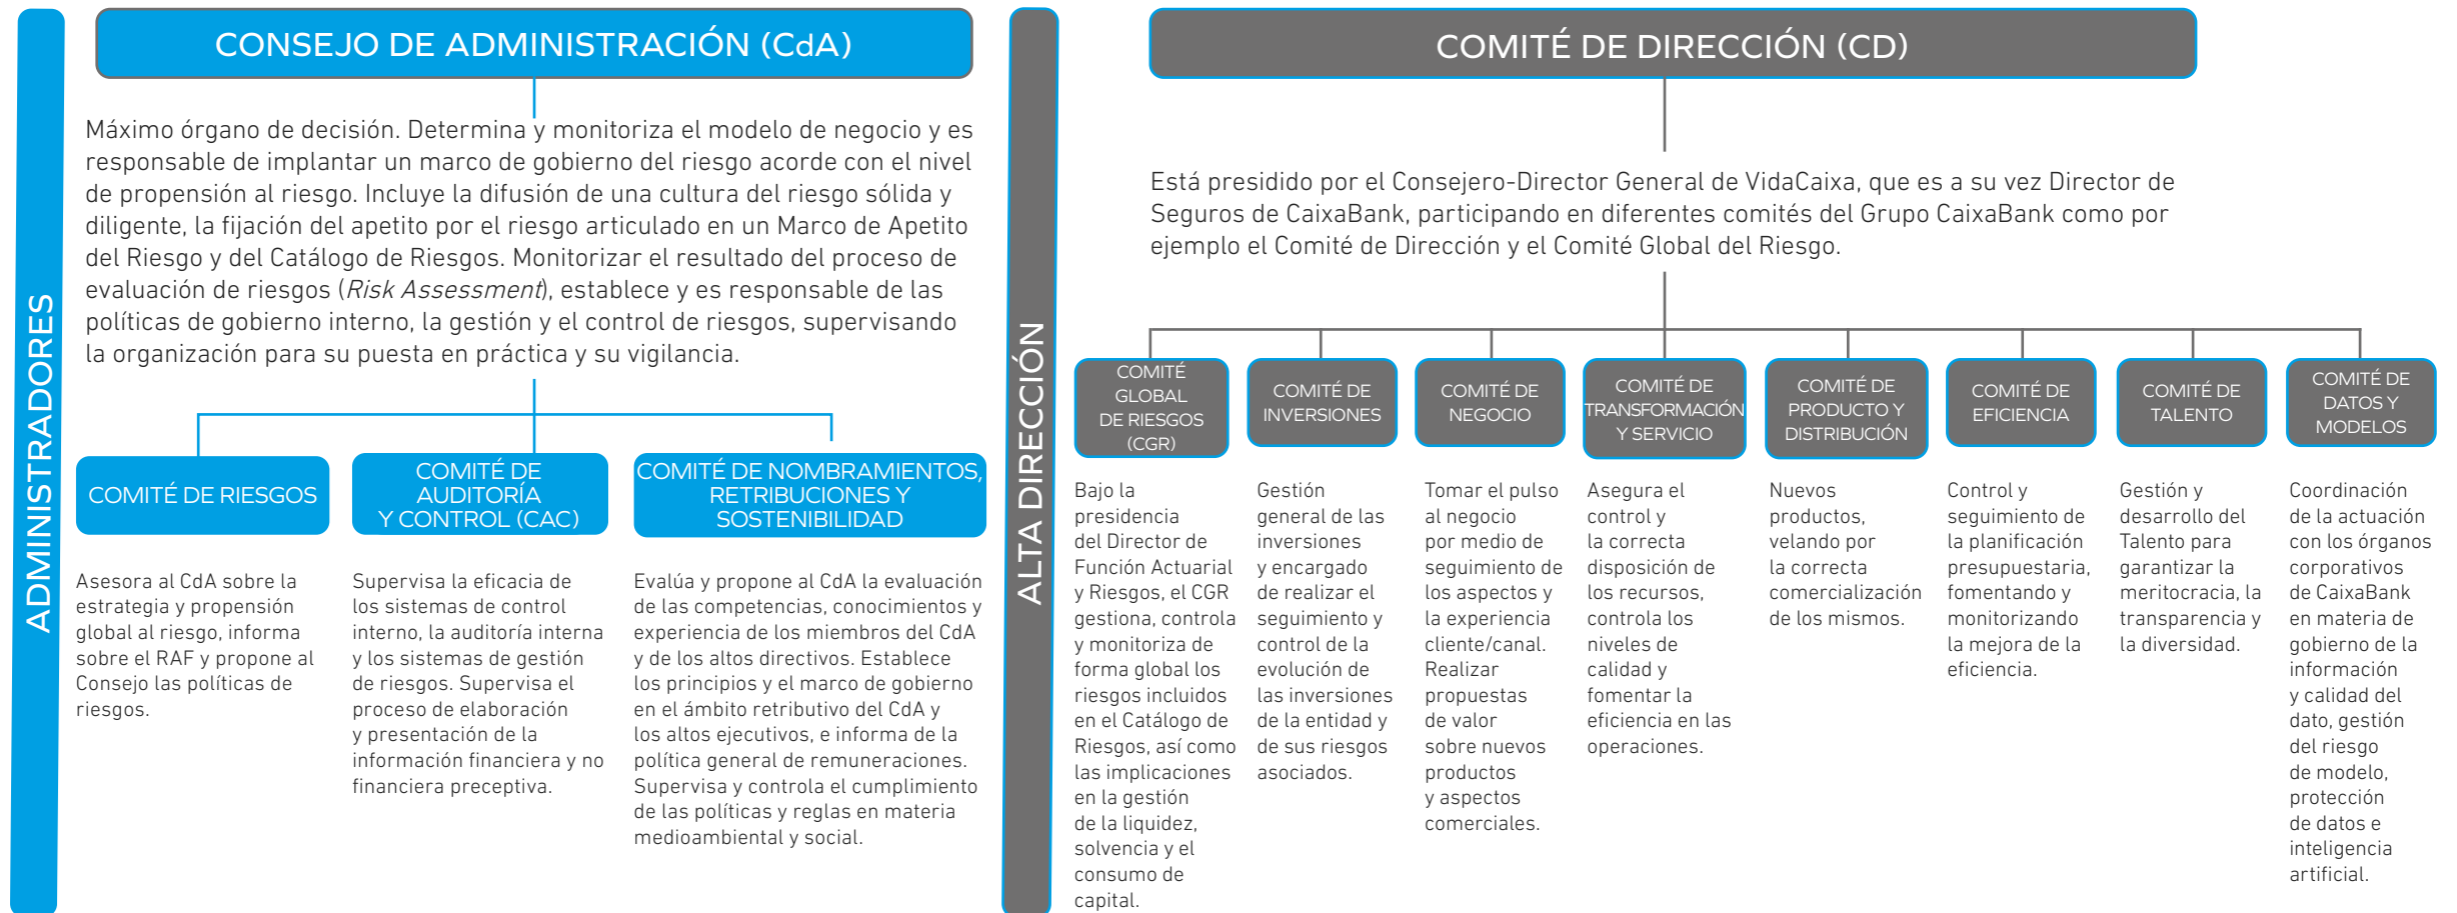 ADMINISTRADORES
CONSEJO DE ADMINISTRACIÓN (CdA)
Máximo órgano de decisión. Determina y monitoriza el modelo de negocio y es
responsable de implantar un marco de gobierno del riesgo acorde con el nivel
de propensión al riesgo. Incluye la difusión de una cultura del riesgo sólida y
diligente, la fijación del apetito por el riesgo articulado en un Marco de Apetito
del Riesgo y del Catálogo de Riesgos. Monitorizar el resultado del proceso de
evaluación de riesgos (Risk Assessment), establece y es responsable de las
políticas de gobierno interno, la gestión y el control de riesgos, supervisando
la organización para su puesta en práctica y su vigilancia.
COMITÉ DE RIESGOS
Asesora al CdA sobre la
estrategia y propensión
global al riesgo, informa
sobre el RAF y propone al
Consejo las políticas de
riesgos.
COMITÉ DE
AUDITORÍA
Y CONTROL (CAC)
Supervisa la eficacia de
los sistemas de control
interno, la auditoría interna
y los sistemas de gestión
de riesgos. Supervisa el
proceso de elaboración
y presentación de la
información financiera y no
financiera preceptiva.
COMITÉ DE NOMBRAMIENTOS,
RETRIBUCIONES Y
SOSTENIBILIDAD
Evalúa y propone al CdA la evaluación
de las competencias, conocimientos y
experiencia de los miembros del CdA
y de los altos directivos. Establece
los principios y el marco de gobierno
en el ámbito retributivo del CdA y
los altos ejecutivos, e informa de la
política general de remuneraciones.
Supervisa y controla el cumplimiento
de las políticas y reglas en materia
medioambiental y social.
ALTA DIRECCIÓN
COMITÉ DE DIRECCIÓN (CD)
Está presidido por el Consejero-Director General de VidaCaixa, que es a su vez Director de
Seguros de CaixaBank, participando en diferentes comités del Grupo CaixaBank como por
ejemplo el Comité de Dirección y el Comité Global del Riesgo.
COMITÉ
GLOBAL
DE RIESGOS
(CGR)
Bajo la
presidencia
del Director de
Función Actuarial
y Riesgos, el CGR
gestiona, controla
y monitoriza de
forma global los
riesgos incluidos
en el Catálogo de
Riesgos, así como
las implicaciones
en la gestión
de la liquidez,
solvencia y el
consumo de
capital.
COMITÉ DE
INVERSIONES
Gestión
general de las
inversiones
y encargado
de realizar el
seguimiento y
control de la
evolución de
las inversiones
de la entidad y
de sus riesgos
asociados.
COMITÉ DE
NEGOCIO
Tomar el pulso
al negocio
por medio de
seguimiento de
los aspectos y
la experiencia
cliente/canal.
Realizar
propuestas
de valor
sobre nuevos
productos
y aspectos
comerciales.
COMITÉ DE
TRANSFORMACIÓN
Y SERVICIO
Asegura el
control y
la correcta
disposición de
los recursos,
controla los
niveles de
calidad y
fomentar la
eficiencia en las
operaciones.
COMITÉ DE
PRODUCTO Y
DISTRIBUCIÓN
Nuevos
productos,
velando por
la correcta
comercialización
de los mismos.
COMITÉ DE
EFICIENCIA
Control y
seguimiento de
la planificación
presupuestaria,
fomentando y
monitorizando
la mejora de la
eficiencia.
COMITÉ DE
TALENTO
Gestión y
desarrollo del
Talento para
garantizar la
meritocracia, la
transparencia y
la diversidad.
COMITÉ DE
DATOS Y
MODELOS
Coordinación
de la actuación
con los órganos
corporativos
de CaixaBank
en materia de
gobierno de la
información
y calidad del
dato, gestión
del riesgo
de modelo,
protección
de datos e
inteligencia
artificial.